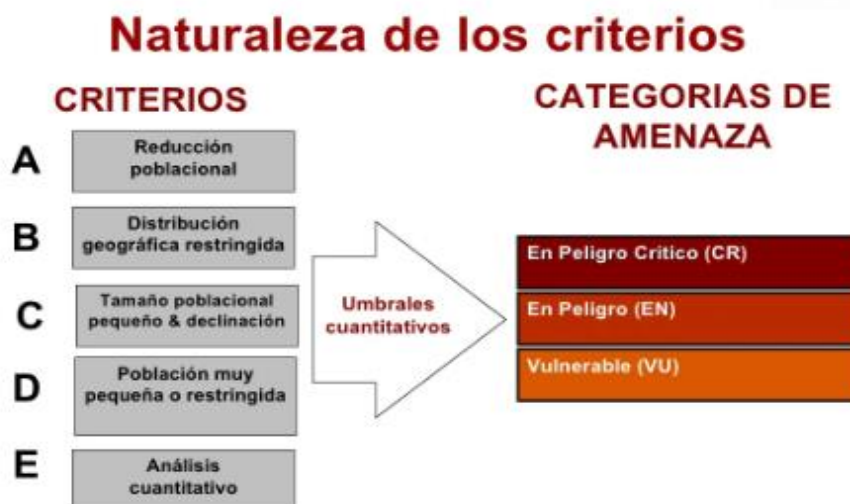 Naturaleza de los criterios
CRITERIOS
A
Reducción
poblacional
B
Distribución
geográfica restringida
C
Tamaño poblacional
pequeño & declinación
D
Población muy
pequeña o restringida
E
Análisis
cuantitativo
Umbrales
cuantitativos
CATEGORIAS DE
AMENAZA
En Peligro Critico (CR)
En Peligro (EN)
Vulnerable (VU)